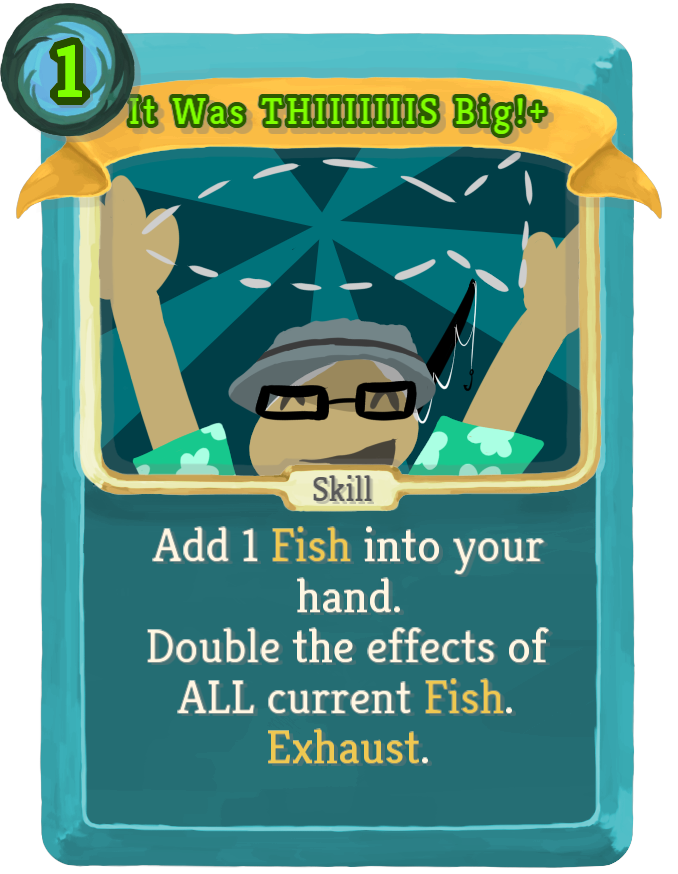 1
It Was THIIIIIIIS Big!+
Skill
Add 1 Fish into your
hand.
Double the effects of
ALL current Fish.
Exhaust.